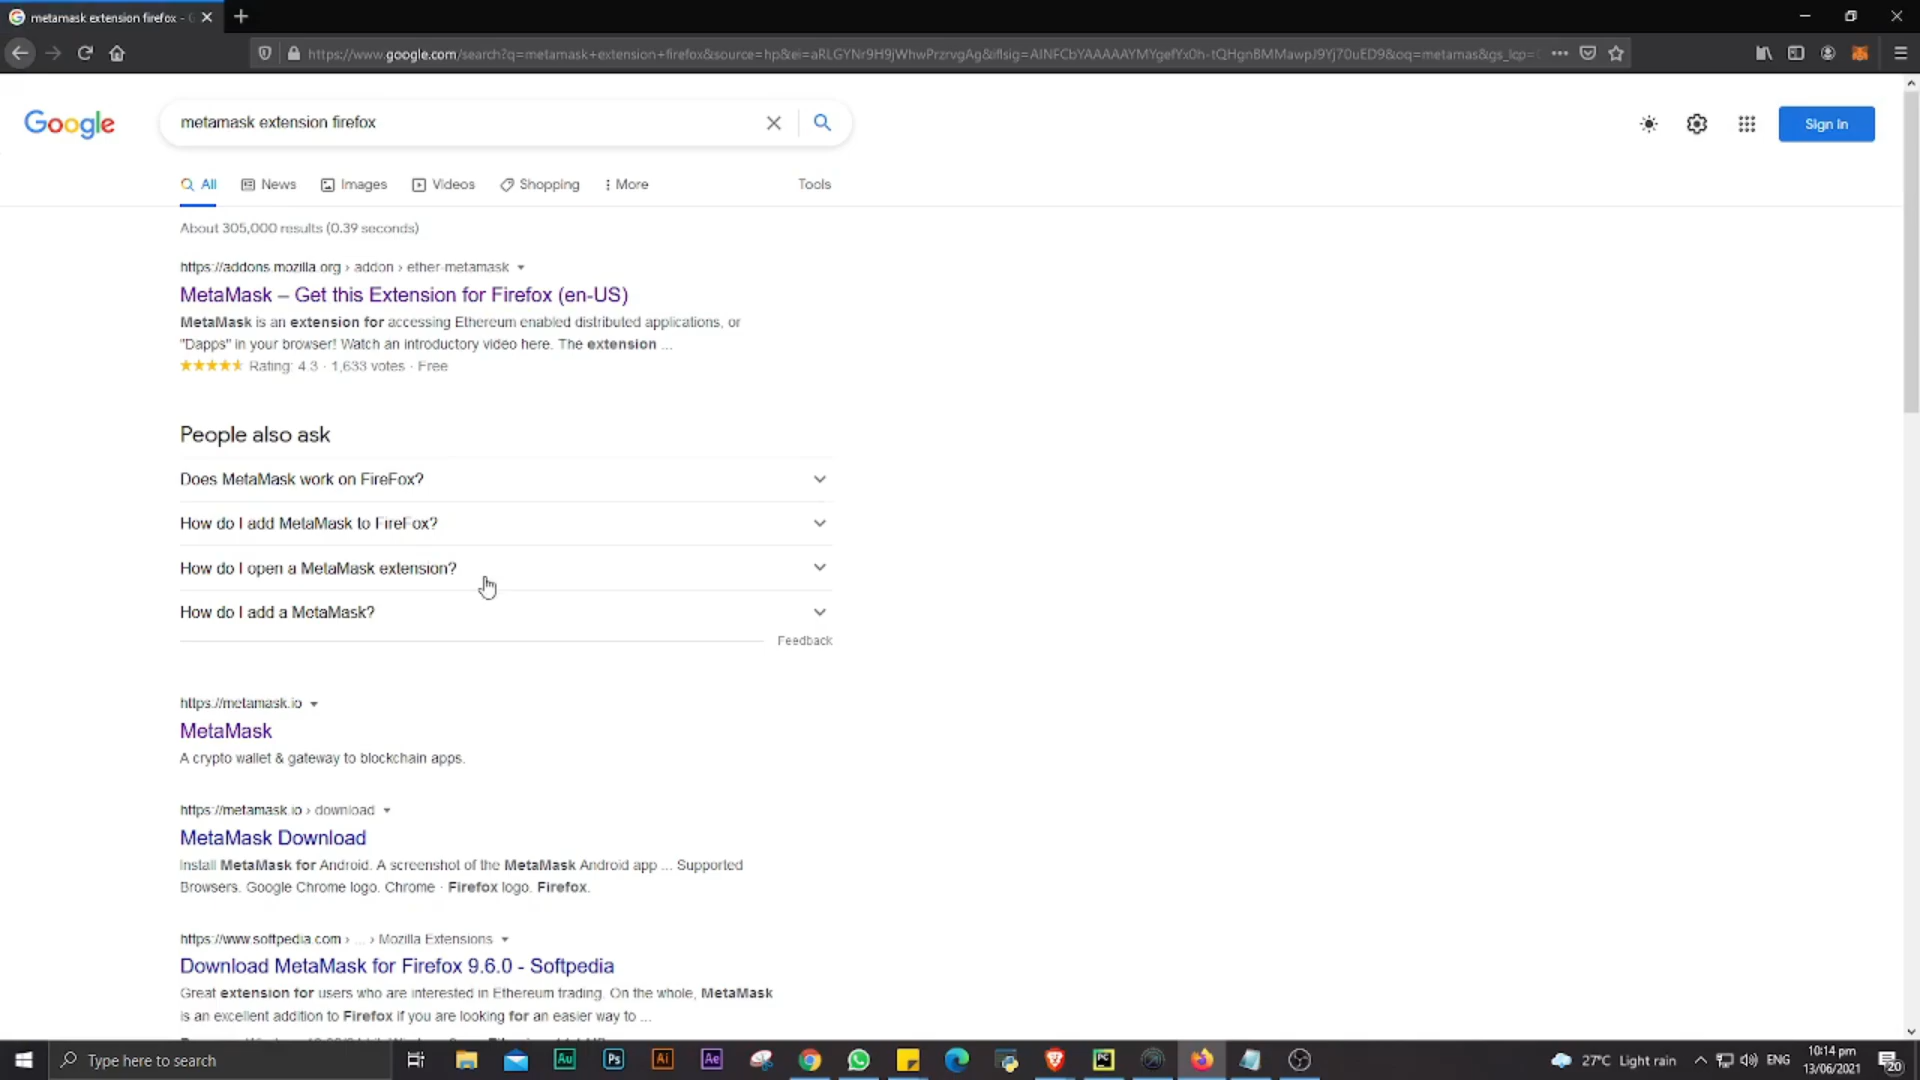 metamask extension firefox - G
https://www.google.com/search?q=metamask+extension+firefox&source=hp&ei=
Google
metamask extension firefox
Sign In
All
News
Images
Videos
Shopping
More
Tools
About 305,000 results (0.39 seconds)
https://addons.mozilla.org › addon › ether-metamask
MetaMask – Get this Extension for Firefox (en-US)
MetaMask is an extension for accessing Ethereum enabled distributed applications, or
"Dapps" in your browser! Watch an introductory video here. The extension ...
Rating: 4.3 · 1,633 votes · Free
People also ask
Does MetaMask work on FireFox?
How do I add MetaMask to FireFox?
How do I open a MetaMask extension?
How do I add a MetaMask?
Feedback
https://metamask.io
MetaMask
A crypto wallet & gateway to blockchain apps.
https://metamask.io › download
MetaMask Download
Install MetaMask for Android. A screenshot of the MetaMask Android app ... Supported
Browsers. Google Chrome logo. Chrome · Firefox logo. Firefox.
https://www.softpedia.com › ... › Mozilla Extensions
Download MetaMask for Firefox 9.6.0 - Softpedia
Great extension for users who are interested in Ethereum trading. On the whole, MetaMask
is an excellent addition to Firefox if you are looking for an easier way to ...
Type here to search
Au
Ps
Ai
Ae
PC
27°C Light rain
ENG
10:14 pm
13/06/2021
20